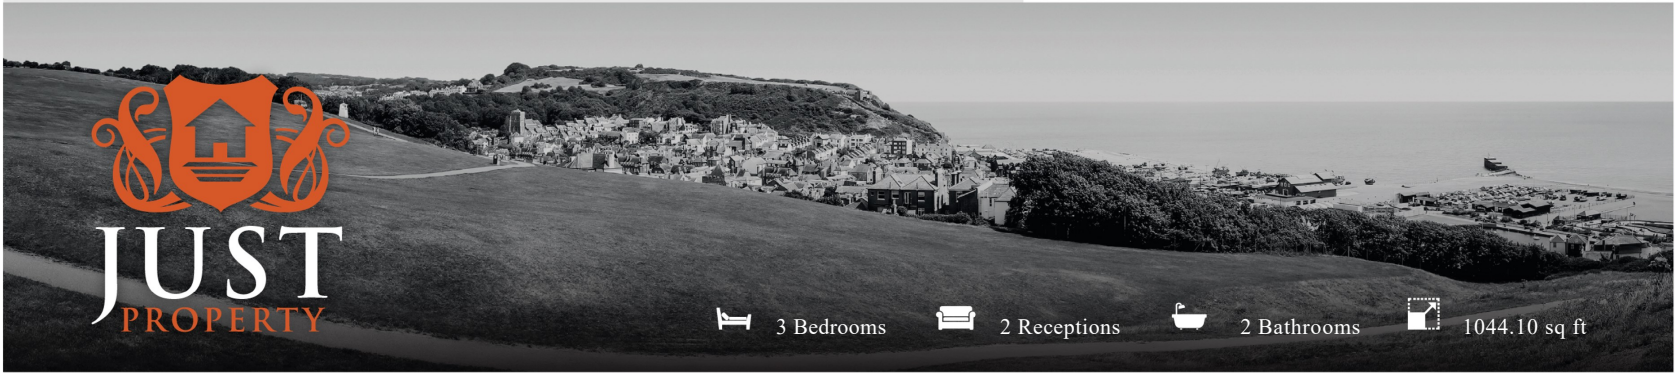 JUST
PROPERTY
3 Bedrooms
2 Receptions
2 Bathrooms
1044.10 sq ft